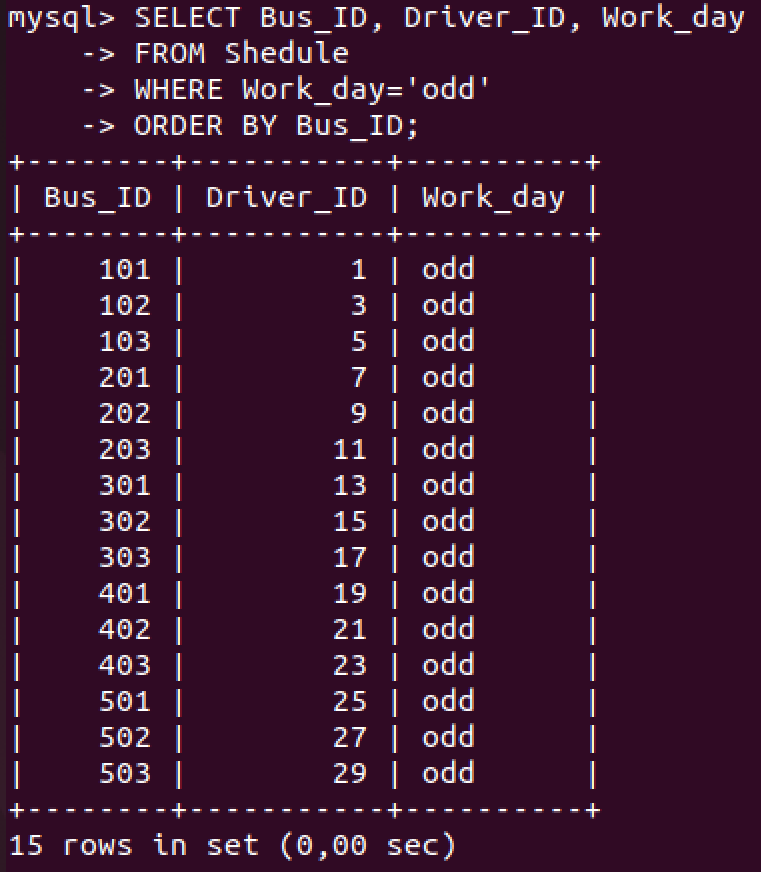 mysql> SELECT Bus_ID, Driver_ID, Work_day
    -> FROM Shedule
    -> WHERE Work_day='odd'
    -> ORDER BY Bus_ID;
+--------+-----------+----------+
| Bus_ID | Driver_ID | Work_day |
+--------+-----------+----------+
|    101 |         1 | odd      |
|    102 |         3 | odd      |
|    103 |         5 | odd      |
|    201 |         7 | odd      |
|    202 |         9 | odd      |
|    203 |        11 | odd      |
|    301 |        13 | odd      |
|    302 |        15 | odd      |
|    303 |        17 | odd      |
|    401 |        19 | odd      |
|    402 |        21 | odd      |
|    403 |        23 | odd      |
|    501 |        25 | odd      |
|    502 |        27 | odd      |
|    503 |        29 | odd      |
+--------+-----------+----------+
15 rows in set (0,00 sec)